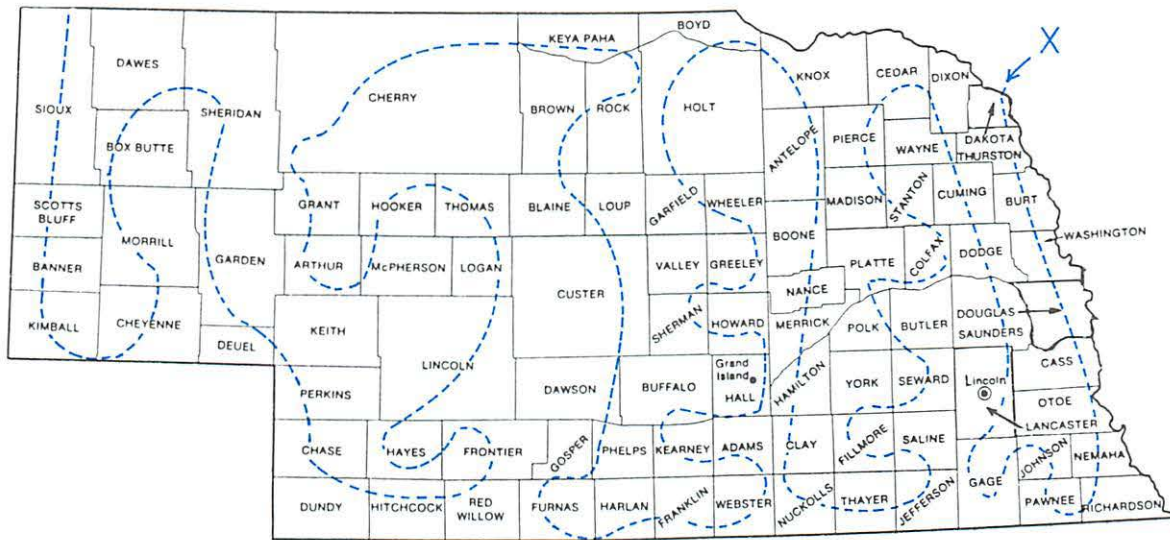 X
BOYD
KEYA PAHA
DAWES
CEDAR
DIXON
KNOX
SIOUX
SHERIDAN
CHERRY
BROWN
ROCK
HOLT
ANTELOPE
PIERCE
WAYNE
DAKOTA
THURSTON
BOX BUTTE
SCOTTS
BLUFF
GRANT
HOOKER
THOMAS
BLAINE
LOUP
GARFIELD
WHEELER
MADISON
STANTON
CUMING
BURT
WASHINGTON
MORRILL
BANNER
GARDEN
ARTHUR
McPHERSON
LOGAN
CUSTER
VALLEY
GREELEY
BOONE
PLATTE
COLFAX
DODGE
NANCE
KIMBALL
CHEYENNE
DEUEL
KEITH
LINCOLN
SHERMAN
HOWARD
MERRICK
POLK
BUTLER
DOUGLAS
SAUNDERS
CASS
PERKINS
DAWSON
BUFFALO
Grand
Island
HALL
HAMILTON
YORK
SEWARD
Lincoln
OTOE
LANCASTER
CHASE
HAYES
FRONTIER
GOSPER
PHELPS
KEARNEY
ADAMS
CLAY
FILLMORE
SALINE
GAGE
JOHNSON
NEMAHA
DUNDY
HITCHCOCK
RED
WILLOW
FURNAS
HARLAN
FRANKLIN
WEBSTER
NUCKOLLS
THAYER
JEFFERSON
PAWNEE
RICHARDSON